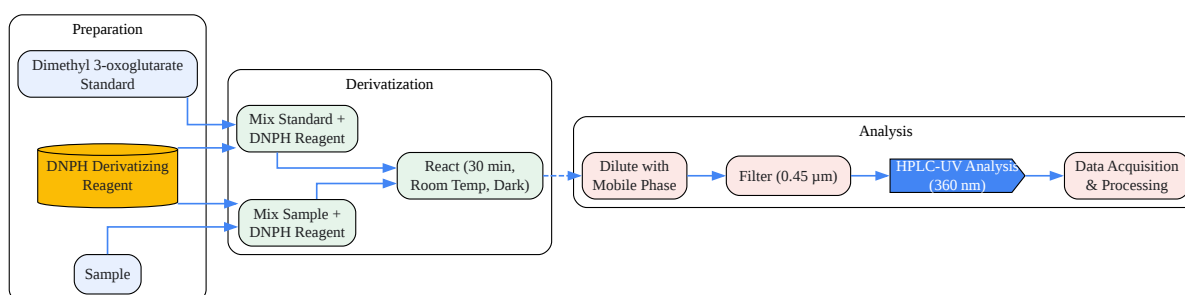 Preparation
Dimethyl 3-oxoglutarate
Standard
DNPH Derivatizing
Reagent
Sample
Derivatization
Mix Standard +
DNPH Reagent
Mix Sample +
DNPH Reagent
React (30 min,
Room Temp, Dark)
Analysis
Dilute with
Mobile Phase
Filter (0.45 µm)
HPLC-UV Analysis
(360 nm)
Data Acquisition
& Processing